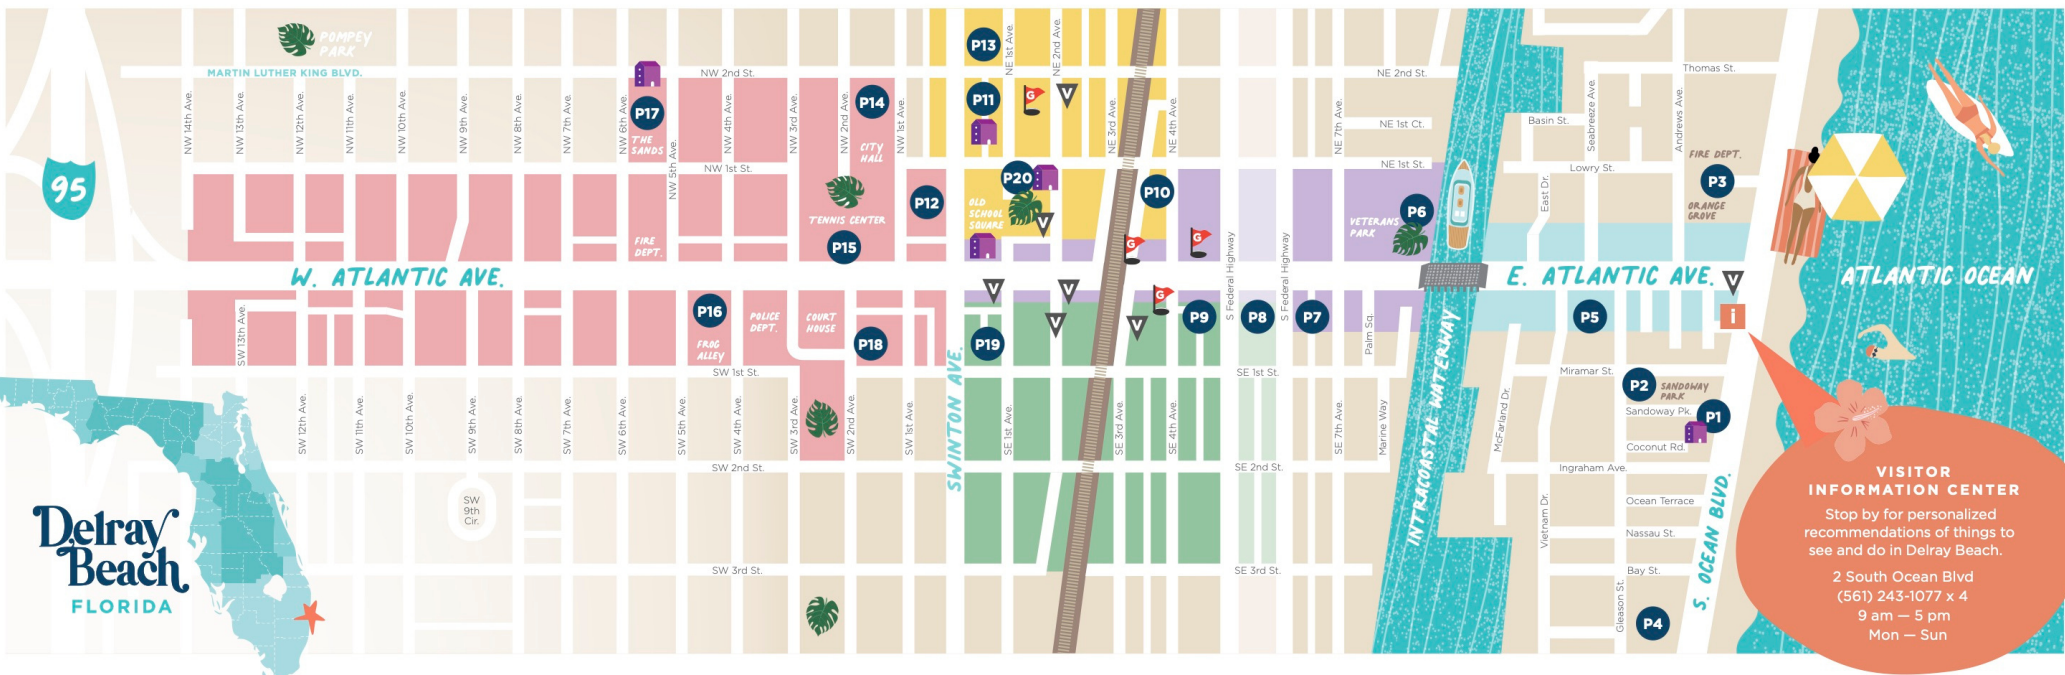 POMPEY
PARK
MARTIN LUTHER KING BLVD.
NW 2nd St.
NE 2nd St.
Thomas St.
P13
NE 1st Ave.
NE 2nd Ave.
NW 14th Ave.
NW 13th Ave.
NW 12th Ave.
NW 11th Ave.
NW 10th Ave.
NW 9th Ave.
NW 8th Ave.
NW 7th Ave.
NW 6th Ave.
P17
THE
SANDS
NW 5th Ave.
NW 4th Ave.
NW 3rd Ave.
NW 2nd Ave.
P14
CITY
HALL
NW 1st Ave.
P11
G
V
NE 3rd Ave.
NE 4th Ave.
NE 7th Ave.
NE 1st Ct.
Basin St.
Seabreeze Ave.
Andrews Ave.
NW 1st St.
NE 1st St.
Lowry St.
FIRE DEPT.
P3
ORANGE
GROVE
95
TENNIS CENTER
P15
P12
P20
OLD
SCHOOL
SQUARE
V
P10
G
G
VETERANS
PARK
P6
East Dr.
FIRE
DEPT.
S Federal Highway
S Federal Highway
W. ATLANTIC AVE.
E. ATLANTIC AVE.
V
ATLANTIC OCEAN
SW 13th Ave.
P16
FROG
ALLEY
POLICE
DEPT.
COURT
HOUSE
P18
V
V
V
V
G
P19
P9
P8
P7
Palm Sq.
P5
i
SWINTON AVE.
INTRACOASTAL WATERWAY
SW 1st St.
SE 1st St.
Miramar St.
P2
SANDOWAY
PARK
Sandoway Pk.
P1
Coconut Rd.
SW 12th Ave.
SW 11th Ave.
SW 10th Ave.
SW 9th Ave.
SW 8th Ave.
SW 7th Ave.
SW 6th Ave.
SW 5th Ave.
SW 4th Ave.
SW 3rd Ave.
SW 2nd Ave.
SW 1st Ave.
SE 1st Ave.
SE 3rd Ave.
SE 4th Ave.
SE 7th Ave.
Marine Way
McFarland Dr.
SW 2nd St.
SE 2nd St.
Ingraham Ave.
SW
9th
Cir.
Vietnam Dr.
Ocean Terrace
Nassau St.
S. OCEAN BLVD.
SW 3rd St.
SE 3rd St.
Bay St.
Gleason St.
P4
Delray
Beach
FLORIDA
VISITOR
INFORMATION CENTER
Stop by for personalized
recommendations of things to
see and do in Delray Beach.
2 South Ocean Blvd
(561) 243-1077 x 4
9 am — 5 pm
Mon — Sun